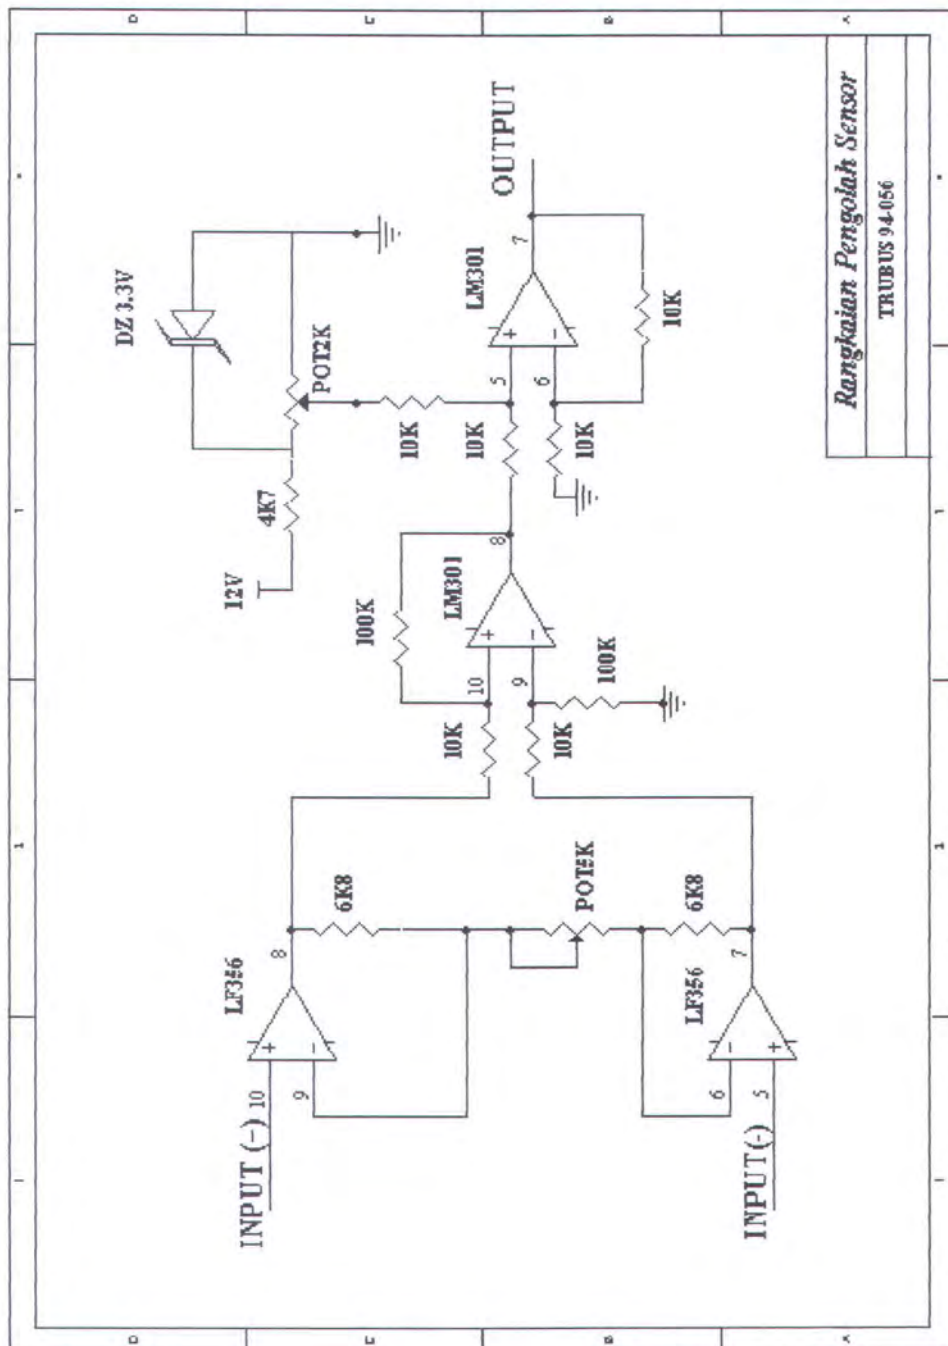 D
D
C
C
B
B
A
A
DZ 3.3V
12V
4K7
POT2K
LF356
INPUT (-)
10
9
+
-
8
6K8
100K
10K
10K
10
9
+
-
8
LM301
100K
10K
10K
10K
5
6
+
-
7
LM301
OUTPUT
10K
POT5K
6K8
LF356
6
5
-
+
7
INPUT(-)
Rangkaian Pengolah Sensor
TRUBUS 94-056